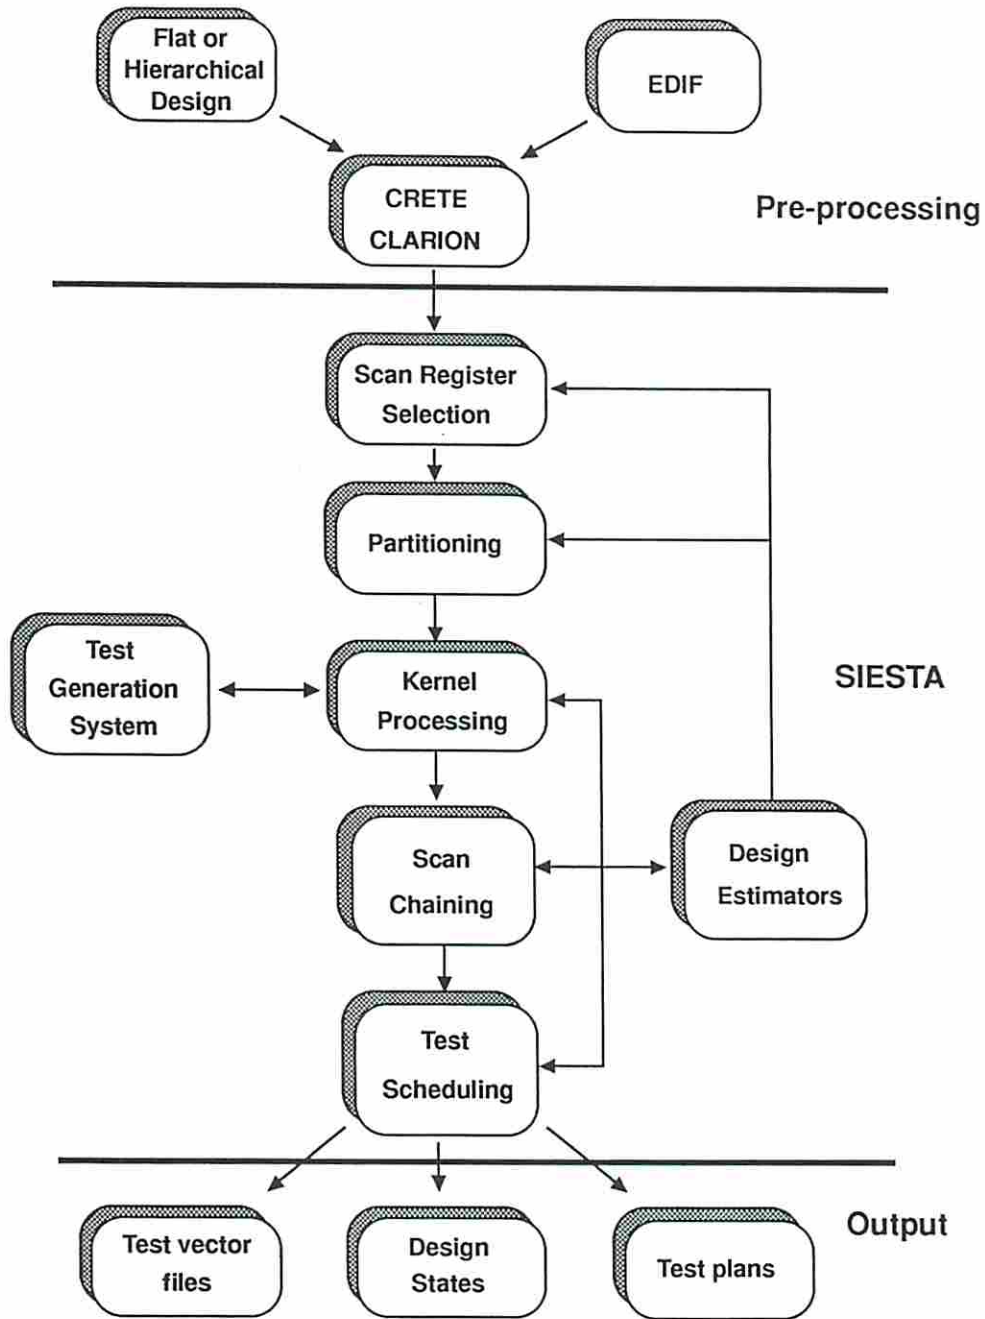 Flat or
Hierarchical
Design
EDIF
CRETE
CLARION
Pre-processing
Scan Register
Selection
Partitioning
Test
Generation
System
Kernel
Processing
SIESTA
Scan
Chaining
Design
Estimators
Test
Scheduling
Output
Test vector
files
Design
States
Test plans